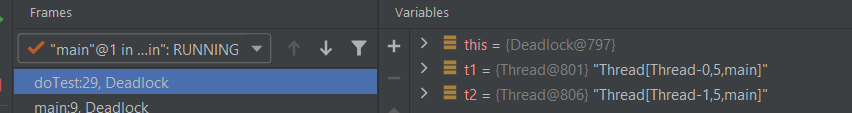 Frames
Variables
"main"@1 in ...in": RUNNING
this = {Deadlock@797}
doTest:29, Deadlock
t1 = {Thread@801} "Thread[Thread-0,5,main]"
main:9, Deadlock
t2 = {Thread@806} "Thread[Thread-1,5,main]"